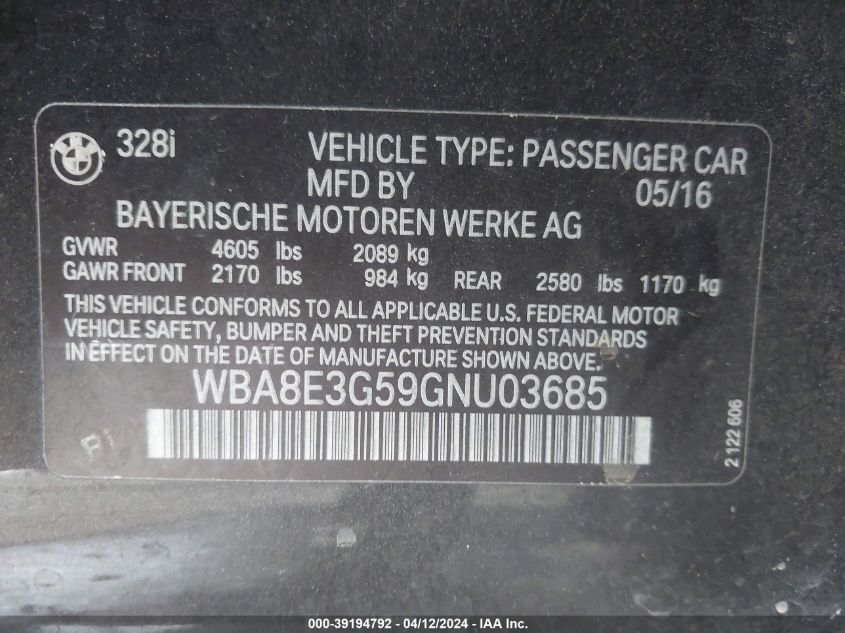 328i VEHICLE TYPE: PASSENGER CAR
MFD BY 05/16
BAYERISCHE MOTOREN WERKE AG
GVWR 4605 lbs 2089 kg
GAWR FRONT 2170 lbs 984 kg REAR 2580 lbs 1170 kg
THIS VEHICLE CONFORMS TO ALL APPLICABLE U.S. FEDERAL MOTOR
VEHICLE SAFETY, BUMPER AND THEFT PREVENTION STANDARDS
IN EFFECT ON THE DATE OF MANUFACTURE SHOWN ABOVE.
WBA8E3G59GNU03685
2 122 606
000-39194792 - 04/12/2024 - IAA Inc.